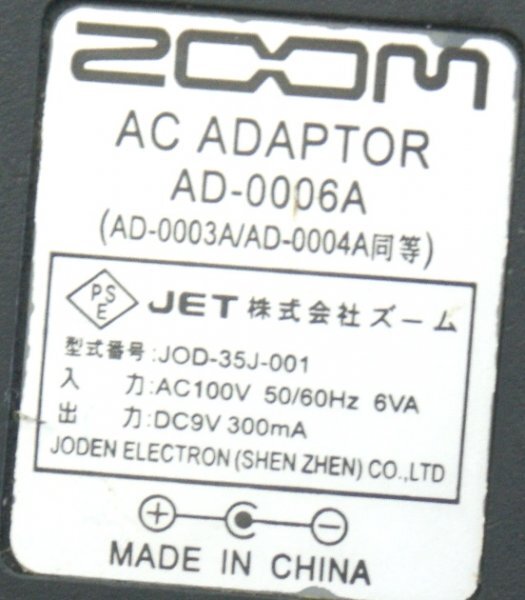 ZOOM
AC ADAPTOR
AD-0006A
(AD-0003A/AD-0004A同等)
PSE JET 株式会社ズーム
型式番号:JOD-35J-001
入 力:AC100V 50/60Hz 6VA
出 力:DC9V 300mA
JODEN ELECTRON(SHEN ZHEN) CO.,LTD
MADE IN CHINA